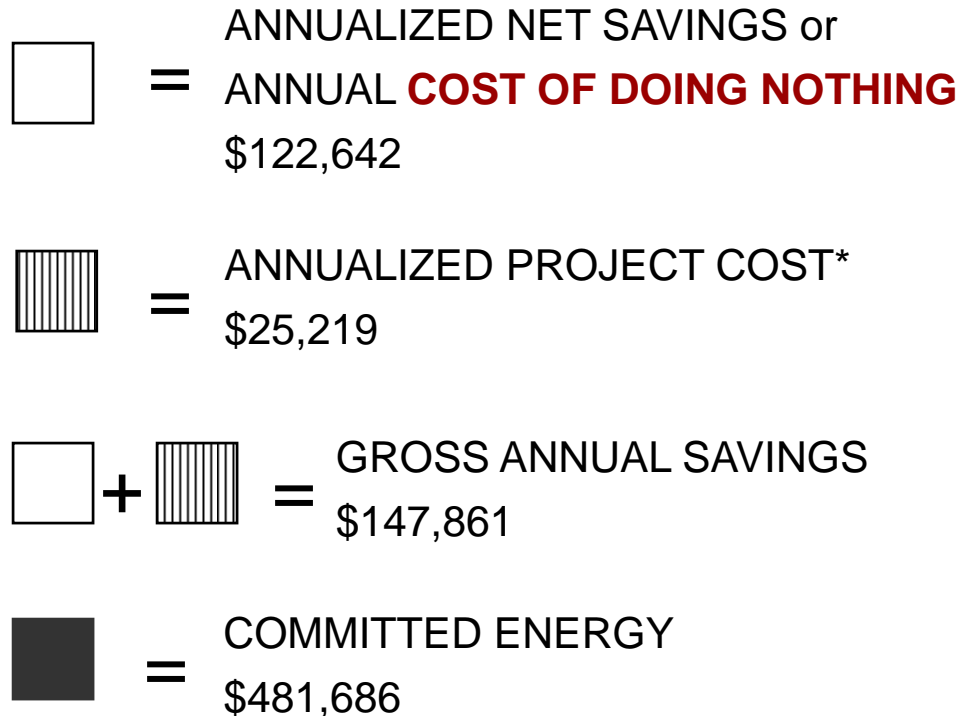 = ANNUALIZED NET SAVINGS or
ANNUAL COST OF DOING NOTHING
$122,642
= ANNUALIZED PROJECT COST*
$25,219
+ = GROSS ANNUAL SAVINGS
$147,861
= COMMITTED ENERGY
$481,686